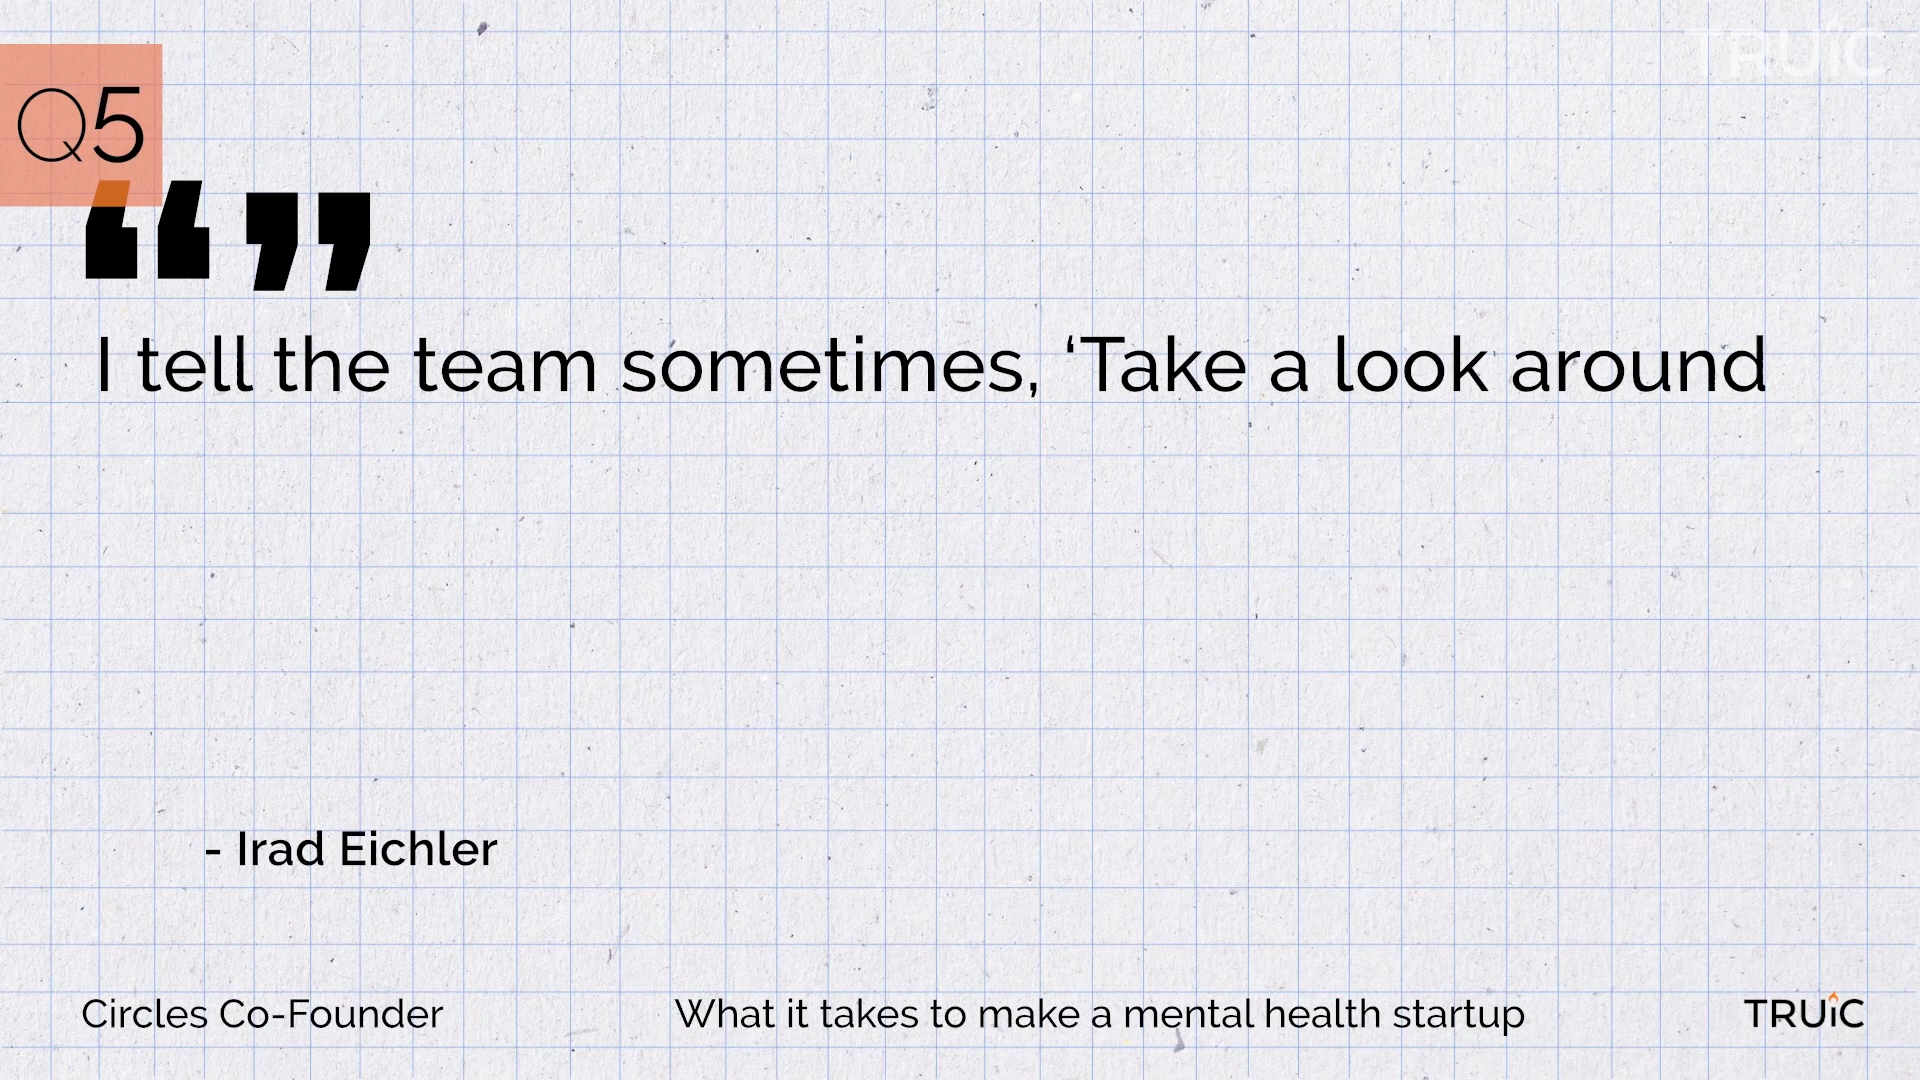 TRUiC
Q5
“”
I tell the team sometimes, ‘Take a look around
- Irad Eichler
Circles Co-Founder
What it takes to make a mental health startup
TRUiC